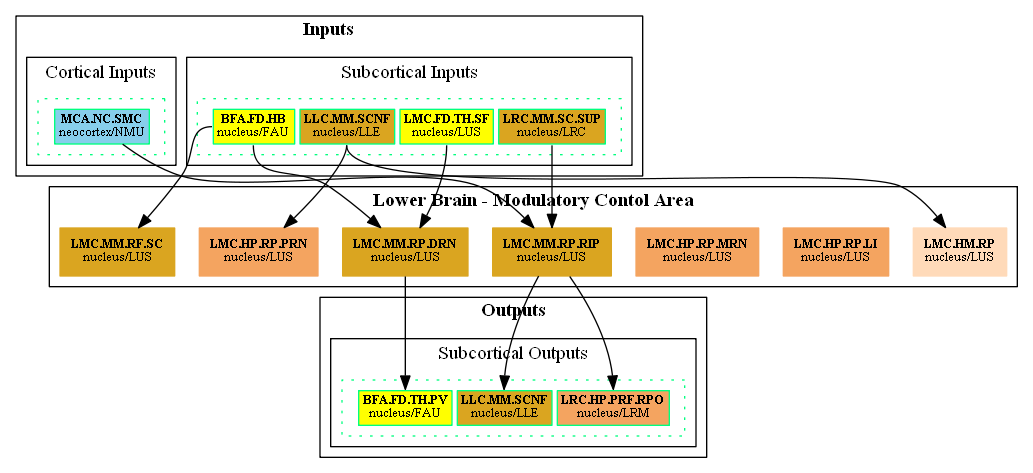 Inputs
Cortical Inputs
Subcortical Inputs
MCA.NC.SMC
neocortex/NMU
BFA.FD.HB
nucleus/FAU
LLC.MM.SCNF
nucleus/LLE
LMC.FD.TH.SF
nucleus/LUS
LRC.MM.SC.SUP
nucleus/LRC
Lower Brain - Modulatory Contol Area
LMC.MM.RF.SC
nucleus/LUS
LMC.HP.RP.PRN
nucleus/LUS
LMC.MM.RP.DRN
nucleus/LUS
LMC.MM.RP.RIP
nucleus/LUS
LMC.HP.RP.MRN
nucleus/LUS
LMC.HP.RP.LI
nucleus/LUS
LMC.HM.RP
nucleus/LUS
Outputs
Subcortical Outputs
BFA.FD.TH.PV
nucleus/FAU
LLC.MM.SCNF
nucleus/LLE
LRC.HP.PRF.RPO
nucleus/LRM